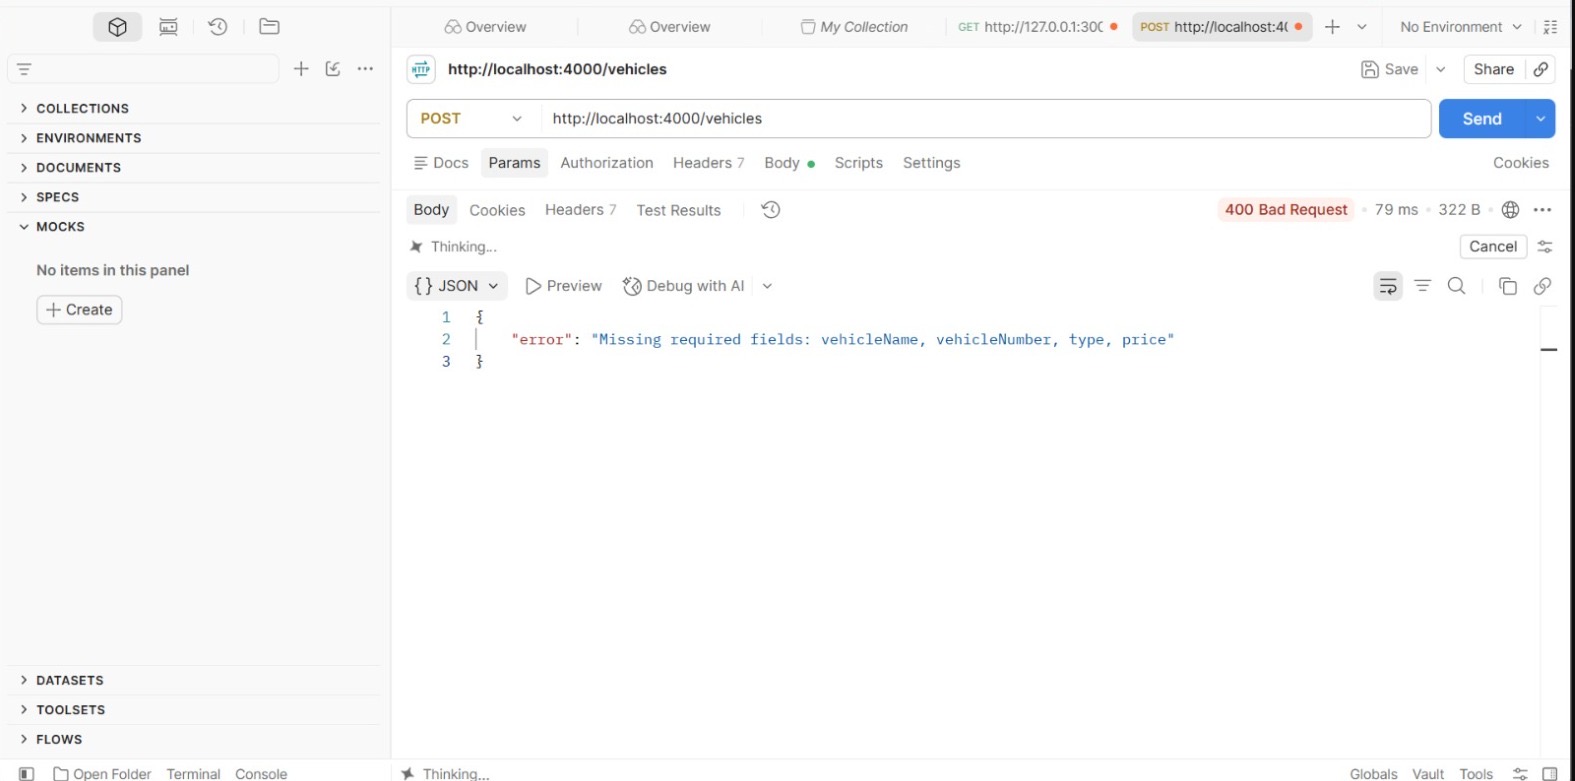 Overview
Overview
My Collection
GET http://127.0.0.1:300
POST http://localhost:40
No Environment
http://localhost:4000/vehicles
Save
Share
COLLECTIONS
ENVIRONMENTS
DOCUMENTS
SPECS
MOCKS
No items in this panel
Create
POST
http://localhost:4000/vehicles
Send
Docs
Params
Authorization
Headers 7
Body
Scripts
Settings
Cookies
Body
Cookies
Headers 7
Test Results
400 Bad Request
79 ms
322 B
Thinking...
Cancel
{} JSON
Preview
Debug with AI
1 {
2 "error": "Missing required fields: vehicleName, vehicleNumber, type, price"
3 }
DATASETS
TOOLSETS
FLOWS
Open Folder
Terminal
Console
Thinking...
Globals
Vault
Tools